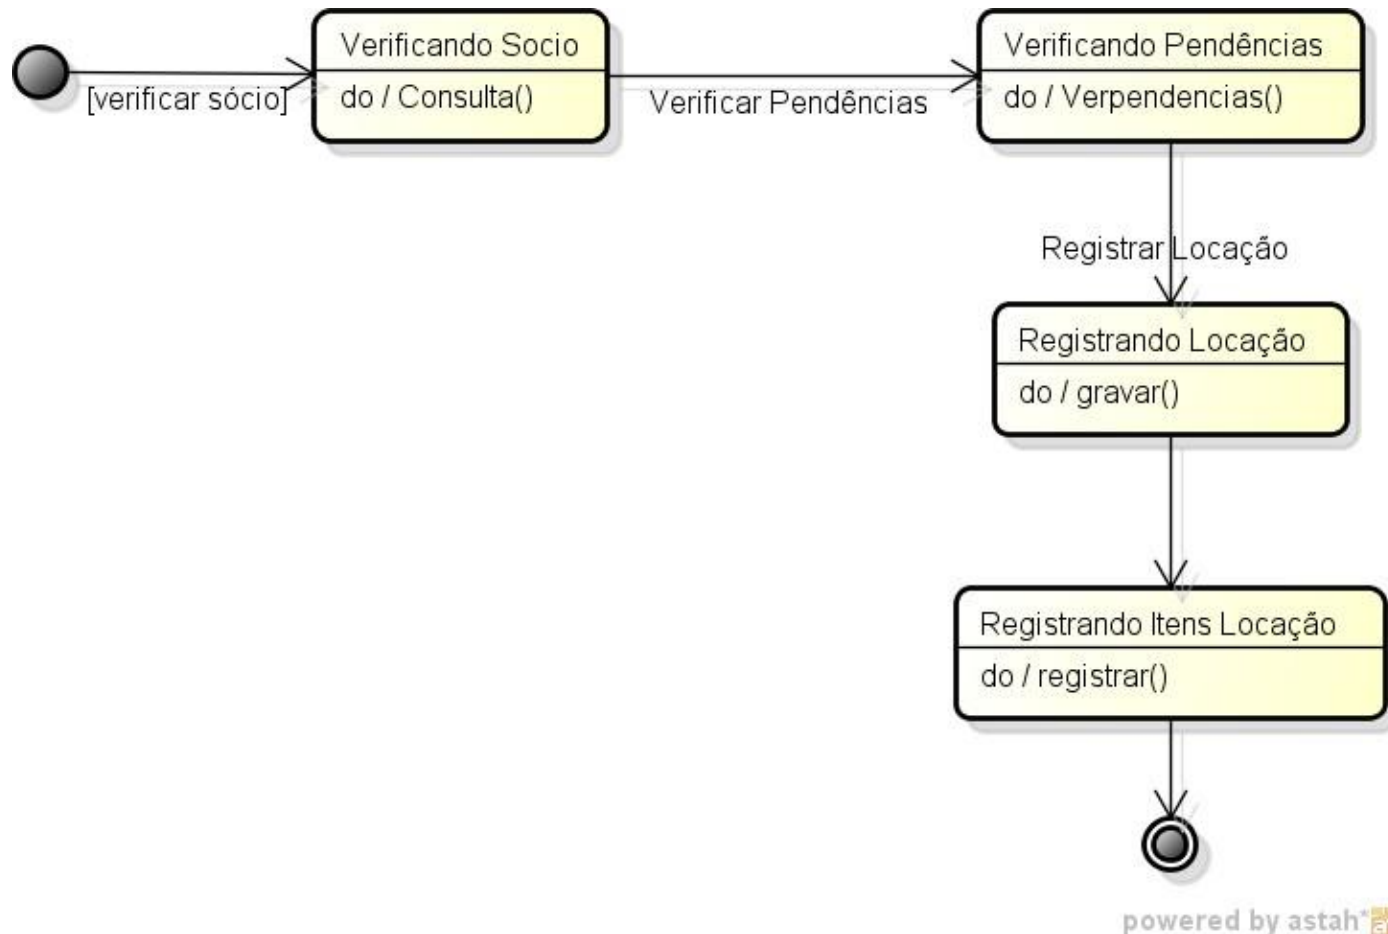 Verificando Socio
do / Consulta()
[verificar sócio]
Verificar Pendências
Verificando Pendências
do / Verpendencias()
Registrar Locação
Registrando Locação
do / gravar()
Registrando Itens Locação
do / registrar()
powered by astah*